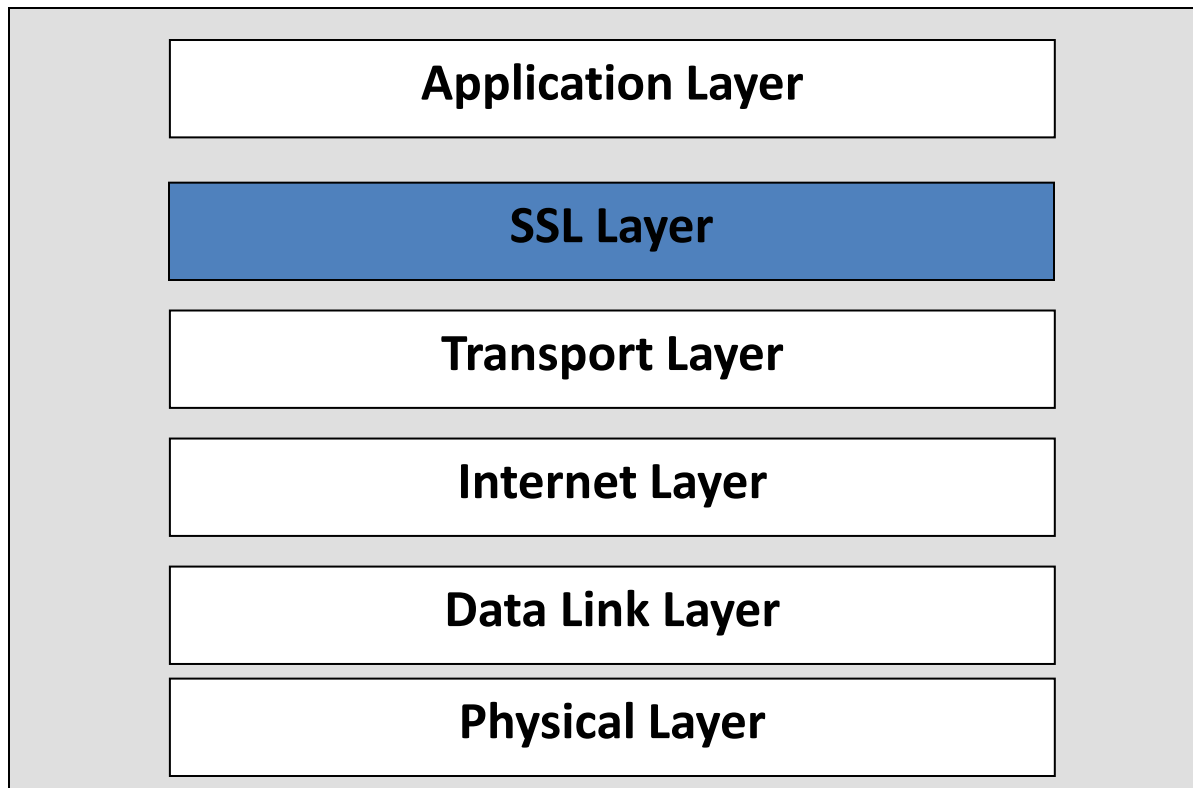 Application Layer
SSL Layer
Transport Layer
Internet Layer
Data Link Layer
Physical Layer